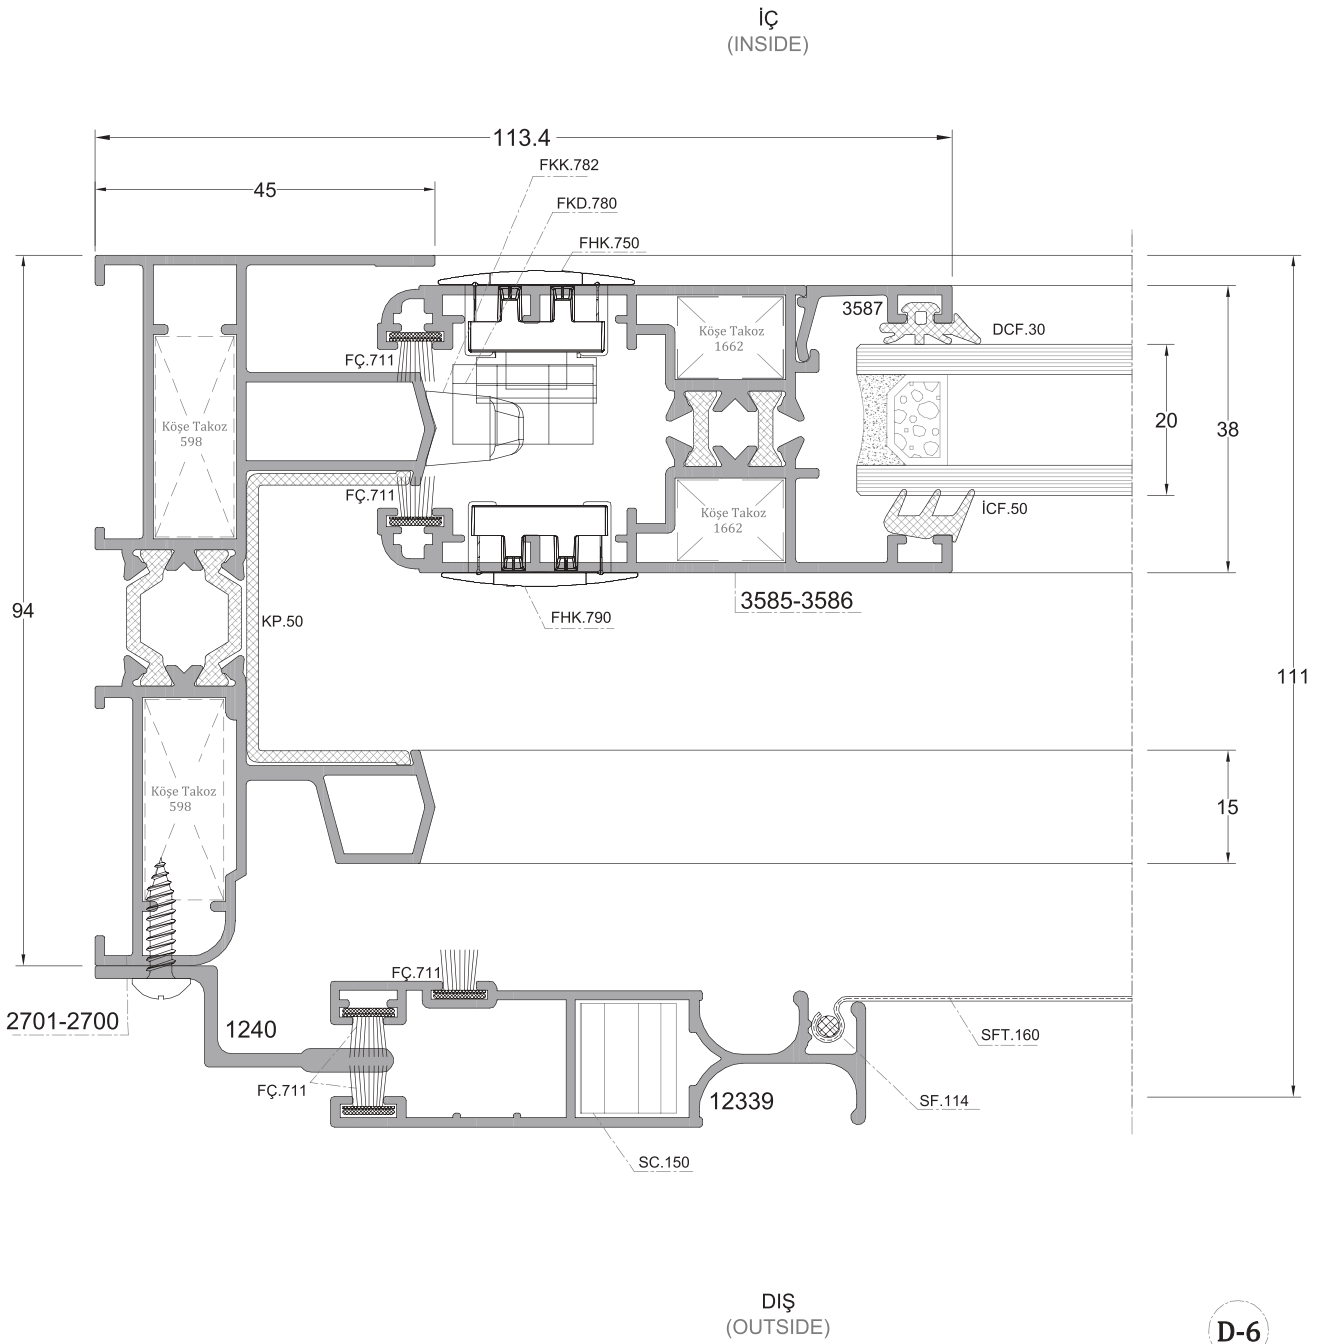 İÇ
(INSIDE)
113.4
FKK.782
45
FKD.780
FHK.750
3587
DCF.30
Köşe Takoz
1662
FÇ.711
Köşe Takoz
598
20
38
FÇ.711
İCF.50
Köşe Takoz
1662
3585-3586
94
FHK.790
KP.50
111
Köşe Takoz
598
15
FÇ.711
2701-2700
1240
SFT.160
FÇ.711
12339
SF.114
SC.150
DIŞ
(OUTSIDE)
D-6